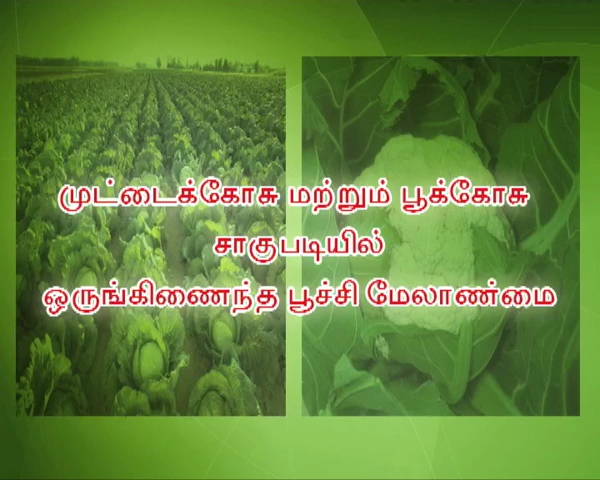 முட்டைக்கோசு மற்றும் பூக்கோசு
சாகுபடியில்
ஒருங்கிணைந்த பூச்சி மேலாண்மை